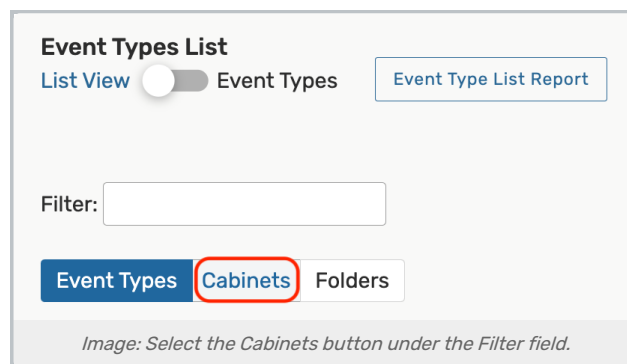 Event Types List
List View Event Types Event Type List Report
Filter:
Event Types Cabinets Folders
Image: Select the Cabinets button under the Filter field.